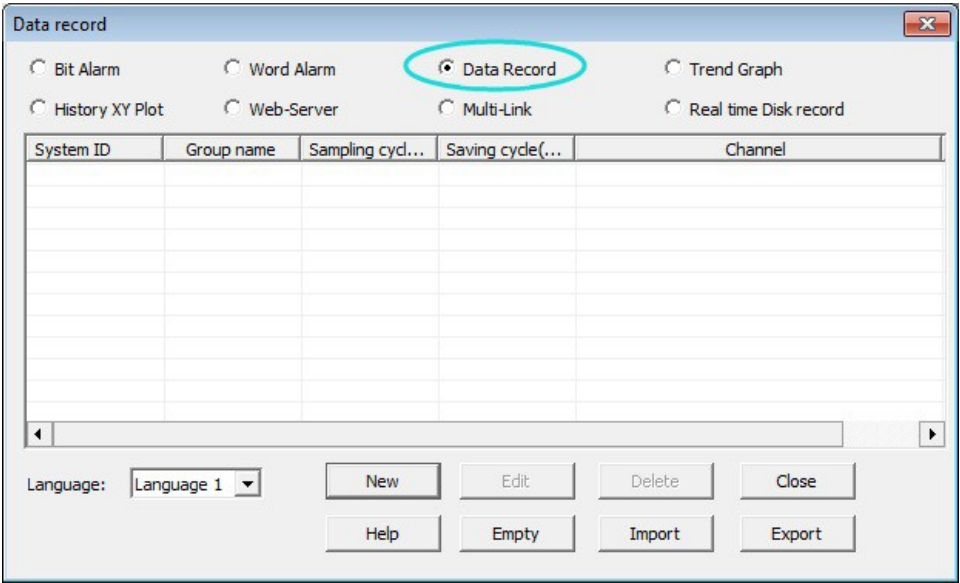 Data record
Bit Alarm Word Alarm Data Record Trend Graph
History XY Plot Web-Server Multi-Link Real time Disk record
System ID Group name Sampling cycl... Saving cycle(... Channel
Language: Language 1 New Edit Delete Close
Help Empty Import Export